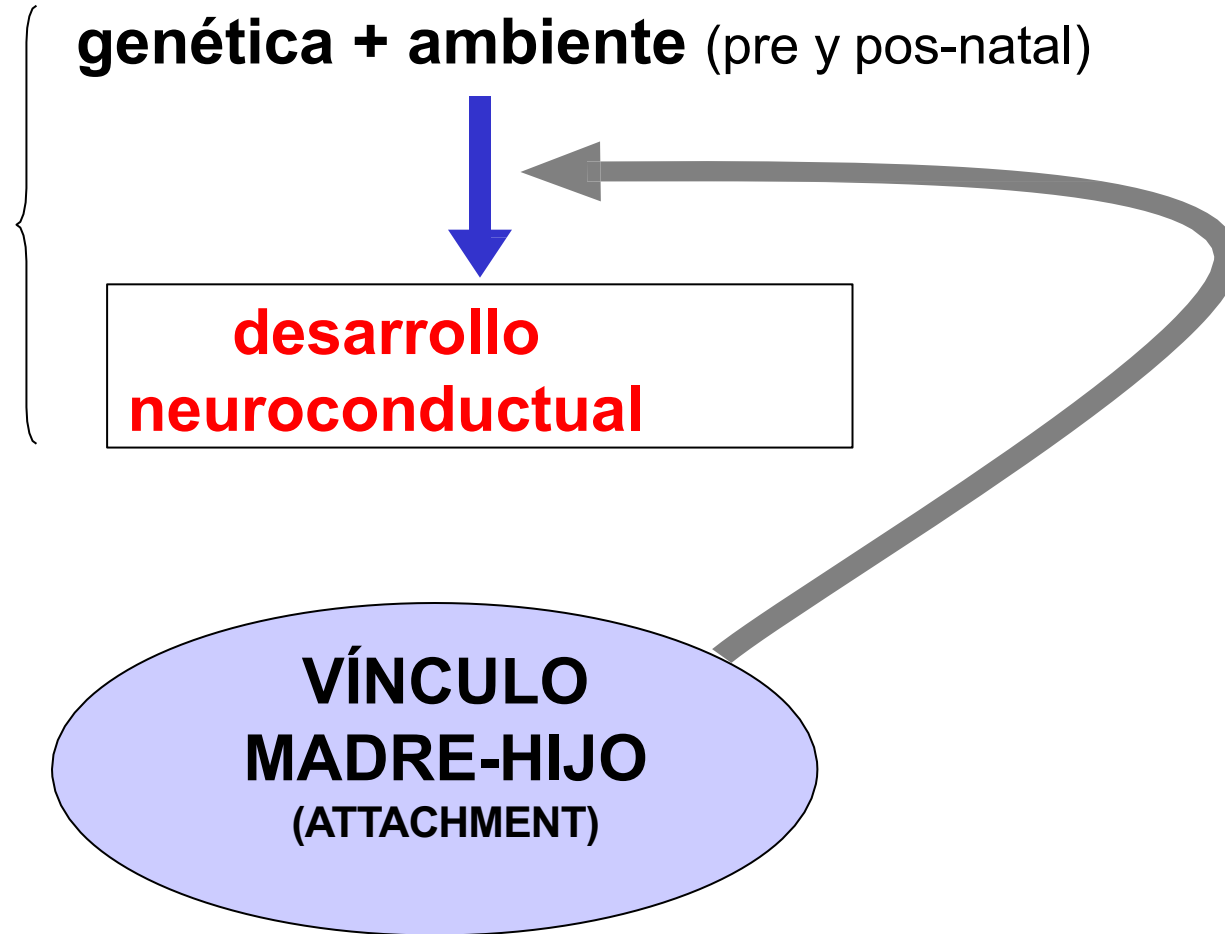 genética + ambiente (pre y pos-natal)
desarrollo
neuroconductual
VÍNCULO
MADRE-HIJO
(ATTACHMENT)